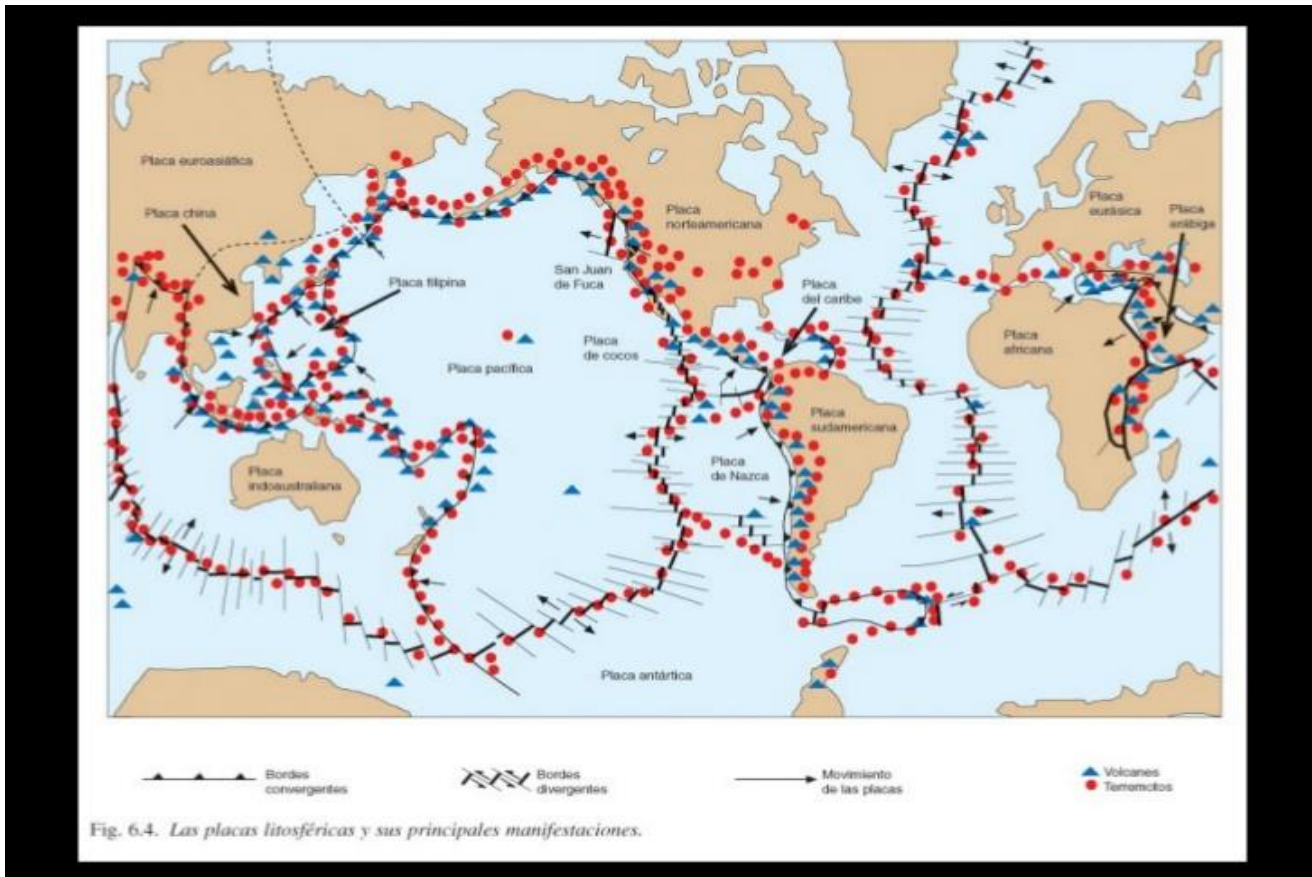 Placa euroasiática
Placa china
Placa filipina
Placa pacífica
Placa
indoaustraliana
San Juan
de Fuca
Placa
de cocos
Placa
norteamericana
Placa
del caribe
Placa
sudamericana
Placa
de Nazca
Placa antártica
Placa
africana
Placa
eurásica
Placa
arábiga
Bordes
convergentes
Bordes
divergentes
Movimiento
de las placas
Volcanes
Terremotos
Fig. 6.4. Las placas litosféricas y sus principales manifestaciones.